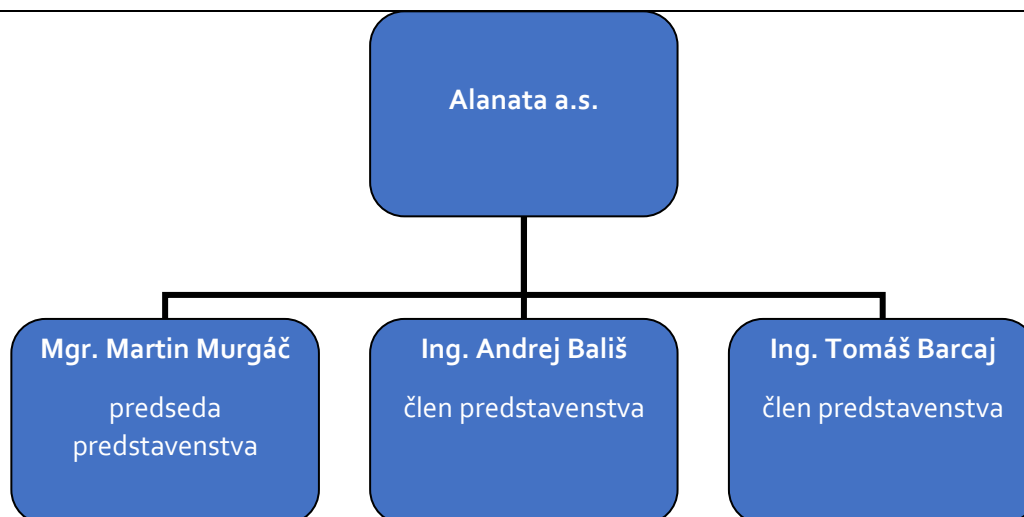 Alanata a.s.
Mgr. Martin Murgáč
predseda
predstavenstva
Ing. Andrej Bališ
člen predstavenstva
Ing. Tomáš Barcaj
člen predstavenstva